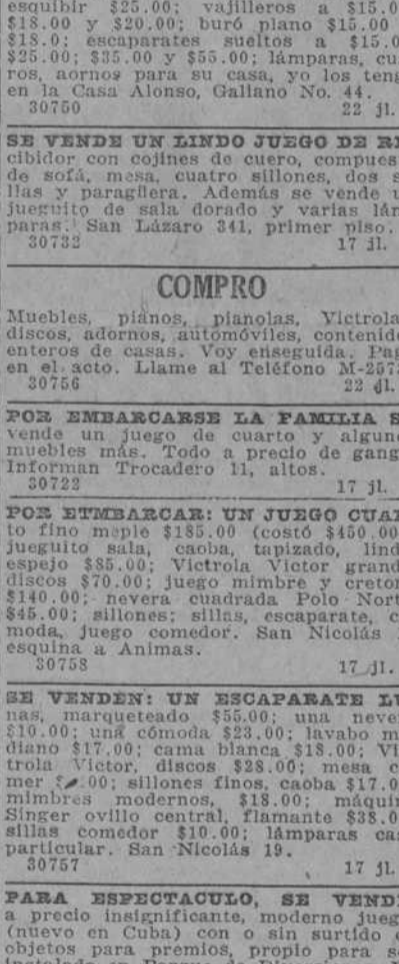 esquibir $25.00; vajilleros a $15.0
$18.00 y $20.00; buró plano $15.00
$18.0; escaparates sueltos a $15.0
$25.00; $35.00 y $55.00; lámparas, cu
ros, aornos para su casa, yo los teng
en la Casa Alonso, Galiano No. 44.
30750 22 jl.
SE VENDE UN LINDO JUEGO DE RE
cibidor con cojines de cuero, compues
de sofá, mesa, cuatro sillones, dos s
llas y paragüera. Además se vende u
jueguito de sala dorado y varias lám
paras. San Lázaro 341, primer piso.
30732 17 jl.
COMPRO
Muebles, pianos, pianolas, Victrola
discos, adornos, automóviles, contenid
enteros de casas. Voy enseguida. Pag
en el acto. Llame al Teléfono M-257
30756 22 jl.
POR EMBARCARSE LA FAMILIA S
vende un juego de cuarto y algun
muebles más. Todo a precio de gang
Informan Trocadero 11, altos.
30722 17 jl.
POR ETMBARCAR: UN JUEGO CUA
to fino meple $185.00 (costó $450.00
jueguito sala, caoba, tapizado, lind
espejo $85.00; Victrola Victor grand
discos $70.00; juego mimbre y creton
$140.00; nevera cuadrada Polo Nort
$45.00; sillones; sillas, escaparate, c
moda, juego comedor. San Nicolás
esquina a Animas.
30758 17 jl.
SE VENDEN: UN ESCAPARATE LU
nas, marqueteado $55.00; una neve
$10.00; una cómoda $23.00; lavabo m
diano $17.00; cama blanca $18.00; Vi
trola Victor, discos $28.00; mesa c
mer .00; sillones finos, caoba $17.0
mimbres modernos, $18.00; máqui
Singer ovillo central, flamante $38.0
sillas comedor $10.00; lámparas cas
particular. San Nicolás 19.
30757 17 jl.
PARA ESPECTACULO, SE VEND
a precio insignificante, moderno jueg
(nuevo en Cuba) con o sin surtido
objetos para premios, propio para s